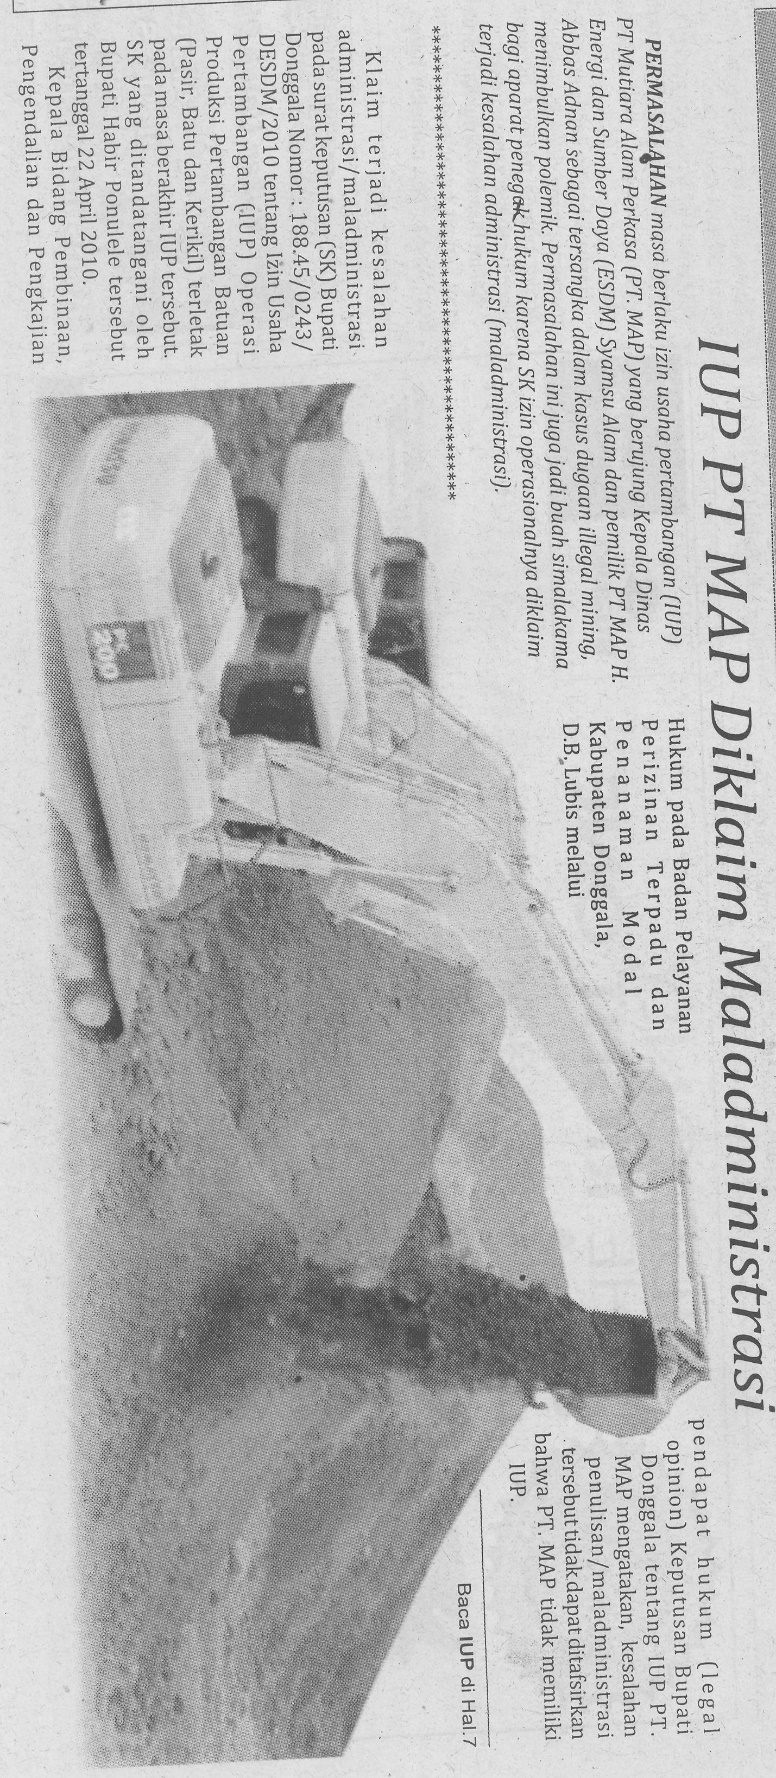 IUP PT MAP Diklaim Maladministrasi
PERMASALAHAN masa berlaku izin usaha pertambangan (IUP)
PT Mutiara Alam Perkasa (PT. MAP) yang berujung Kepala Dinas
Energi dan Sumber Daya (ESDM) Syamsu Alam dan pemilik PT MAP H.
Abbas Adnan sebagai tersangka dalam kasus dugaan illegal mining,
menimbulkan polemik. Permasalahan ini juga jadi buah simalakama
bagi aparat penegak hukum karena SK izin operasionalnya diklaim
terjadi kesalahan administrasi (maladministrasi).
******************************************
Klaim terjadi kesalahan
administrasi/maladministrasi
pada surat keputusan (SK) Bupati
Donggala Nomor : 188.45/0243/
DESDM/2010 tentang Izin Usaha
Pertambangan (IUP) Operasi
Produksi Pertambangan Batuan
(Pasir, Batu dan Kerikil) terletak
pada masa berakhir IUP tersebut.
SK yang ditandatangani oleh
Bupati Habir Ponulele tersebut
tertanggal 22 April 2010.
Kepala Bidang Pembinaan,
Pengendalian dan Pengkajian
Hukum pada Badan Pelayanan
Perizinan Terpadu dan
Penanaman Modal
Kabupaten Donggala,
D.B. Lubis melalui
pendapat hukum (legal
opinion) Keputusan Bupati
Donggala tentang IUP PT.
MAP mengatakan, kesalahan
penulisan/maladministrasi
tersebut tidak dapat ditafsirkan
bahwa PT. MAP tidak memiliki
IUP.
Baca IUP di Hal.7
PC
200